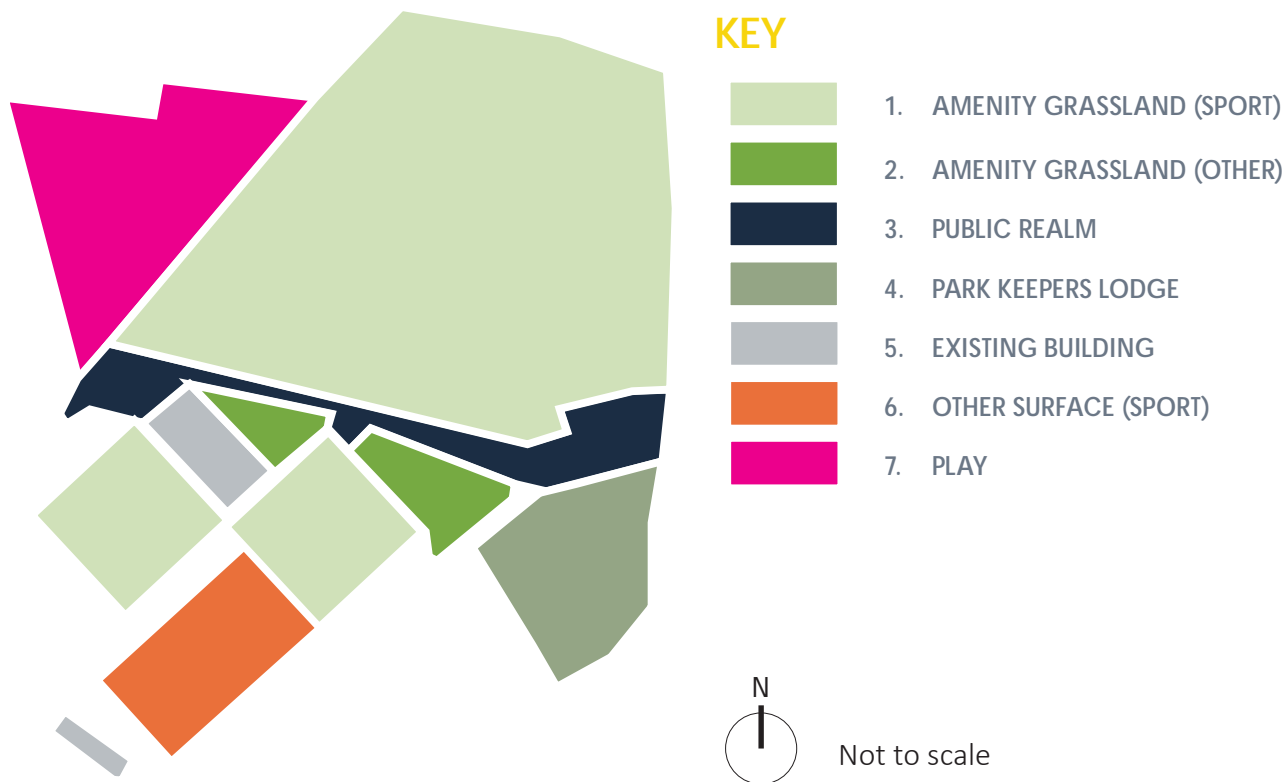 KEY
1. AMENITY GRASSLAND (SPORT)
2. AMENITY GRASSLAND (OTHER)
3. PUBLIC REALM
4. PARK KEEPERS LODGE
5. EXISTING BUILDING
6. OTHER SURFACE (SPORT)
7. PLAY
N
Not to scale